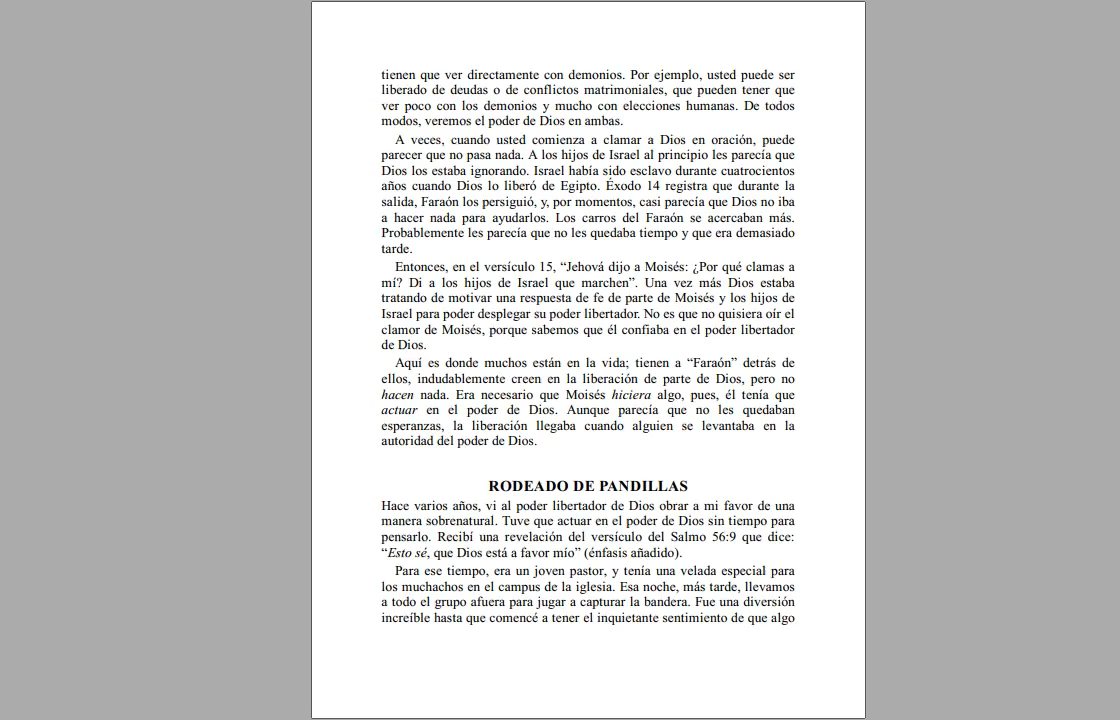 tienen que ver directamente con demonios. Por ejemplo, usted puede ser
liberado de deudas o de conflictos matrimoniales, que pueden tener que
ver poco con los demonios y mucho con elecciones humanas. De todos
modos, veremos el poder de Dios en ambas.
A veces, cuando usted comienza a clamar a Dios en oración, puede
parecer que no pasa nada. A los hijos de Israel al principio les parecía que
Dios los estaba ignorando. Israel había sido esclavo durante cuatrocientos
años cuando Dios lo liberó de Egipto. Éxodo 14 registra que durante la
salida, Faraón los persiguió, y, por momentos, casi parecía que Dios no iba
a hacer nada para ayudarlos. Los carros del Faraón se acercaban más.
Probablemente les parecía que no les quedaba tiempo y que era demasiado
tarde.
Entonces, en el versículo 15, “Jehová dijo a Moisés: ¿Por qué clamas a
mí? Di a los hijos de Israel que marchen”. Una vez más Dios estaba
tratando de motivar una respuesta de fe de parte de Moisés y los hijos de
Israel para poder desplegar su poder libertador. No es que no quisiera oír el
clamor de Moisés, porque sabemos que él confiaba en el poder libertador
de Dios.
Aquí es donde muchos están en la vida; tienen a “Faraón” detrás de
ellos, indudablemente creen en la liberación de parte de Dios, pero no
hacen nada. Era necesario que Moisés hiciera algo, pues, él tenía que
actuar en el poder de Dios. Aunque parecía que no les quedaban
esperanzas, la liberación llegaba cuando alguien se levantaba en la
autoridad del poder de Dios.
RODEADO DE PANDILLAS
Hace varios años, vi al poder libertador de Dios obrar a mi favor de una
manera sobrenatural. Tuve que actuar en el poder de Dios sin tiempo para
pensarlo. Recibí una revelación del versículo del Salmo 56:9 que dice:
“Esto sé, que Dios está a favor mío” (énfasis añadido).
Para ese tiempo, era un joven pastor, y tenía una velada especial para
los muchachos en el campus de la iglesia. Esa noche, más tarde, llevamos
a todo el grupo afuera para jugar a capturar la bandera. Fue una diversión
increíble hasta que comencé a tener el inquietante sentimiento de que algo